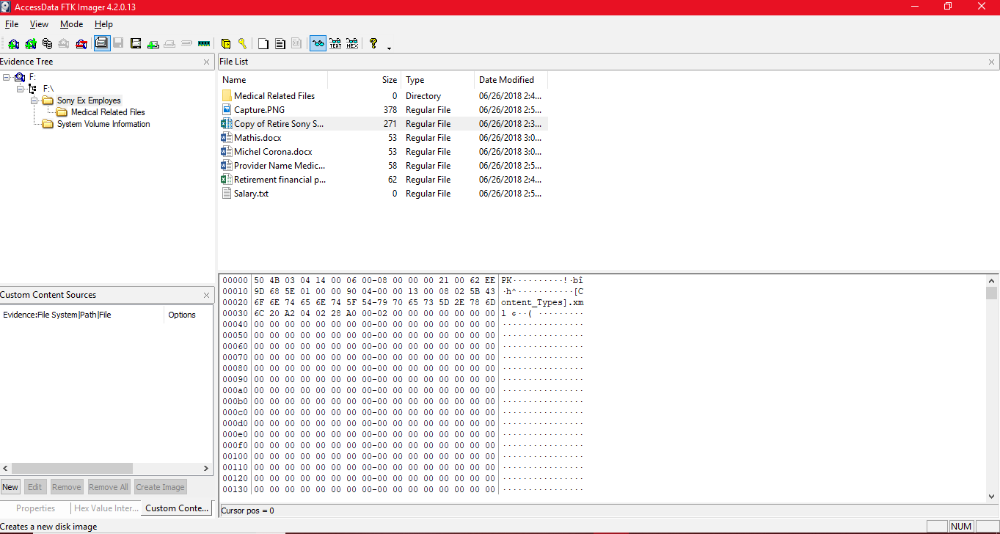 AccessData FTK Imager 4.2.0.13
File View Mode Help
Evidence Tree
F:
F:\
Sony Ex Employes
Medical Related Files
System Volume Information
File List
Name Size Type Date Modified
Medical Related Files 0 Directory 06/26/2018 2:4...
Capture.PNG 378 Regular File 06/26/2018 2:5...
Copy of Retire Sony S... 271 Regular File 06/26/2018 2:3...
Mathis.docx 53 Regular File 06/26/2018 3:0...
Michel Corona.docx 53 Regular File 06/26/2018 3:0...
Provider Name Medic... 58 Regular File 06/26/2018 2:5...
Retirement financial p... 62 Regular File 06/26/2018 2:4...
Salary.txt 0 Regular File 06/26/2018 2:5...
Custom Content Sources
Evidence:File System|Path|File Options
New Edit Remove Remove All Create Image
Properties Hex Value Inter... Custom Conte...
00000 50 4B 03 04 14 00 06 00-08 00 00 00 21 00 62 EE PK··········!·bî
00010 9D 68 5E 01 00 00 90 04-00 00 13 00 08 02 5B 43 ·h^···········[C
00020 6F 6E 74 65 6E 74 5F 54-79 70 65 73 5D 2E 78 6D ontent_Types].xm
00030 6C 20 A2 04 02 28 A0 00-02 00 00 00 00 00 00 00 l ¢··( ·········
00040 00 00 00 00 00 00 00 00-00 00 00 00 00 00 00 00 ················
00050 00 00 00 00 00 00 00 00-00 00 00 00 00 00 00 00 ················
00060 00 00 00 00 00 00 00 00-00 00 00 00 00 00 00 00 ················
00070 00 00 00 00 00 00 00 00-00 00 00 00 00 00 00 00 ················
00080 00 00 00 00 00 00 00 00-00 00 00 00 00 00 00 00 ················
00090 00 00 00 00 00 00 00 00-00 00 00 00 00 00 00 00 ················
000a0 00 00 00 00 00 00 00 00-00 00 00 00 00 00 00 00 ················
000b0 00 00 00 00 00 00 00 00-00 00 00 00 00 00 00 00 ················
000c0 00 00 00 00 00 00 00 00-00 00 00 00 00 00 00 00 ················
000d0 00 00 00 00 00 00 00 00-00 00 00 00 00 00 00 00 ················
000e0 00 00 00 00 00 00 00 00-00 00 00 00 00 00 00 00 ················
000f0 00 00 00 00 00 00 00 00-00 00 00 00 00 00 00 00 ················
00100 00 00 00 00 00 00 00 00-00 00 00 00 00 00 00 00 ················
00110 00 00 00 00 00 00 00 00-00 00 00 00 00 00 00 00 ················
00120 00 00 00 00 00 00 00 00-00 00 00 00 00 00 00 00 ················
00130 00 00 00 00 00 00 00 00-00 00 00 00 00 00 00 00 ················
Cursor pos = 0
Creates a new disk image
NUM